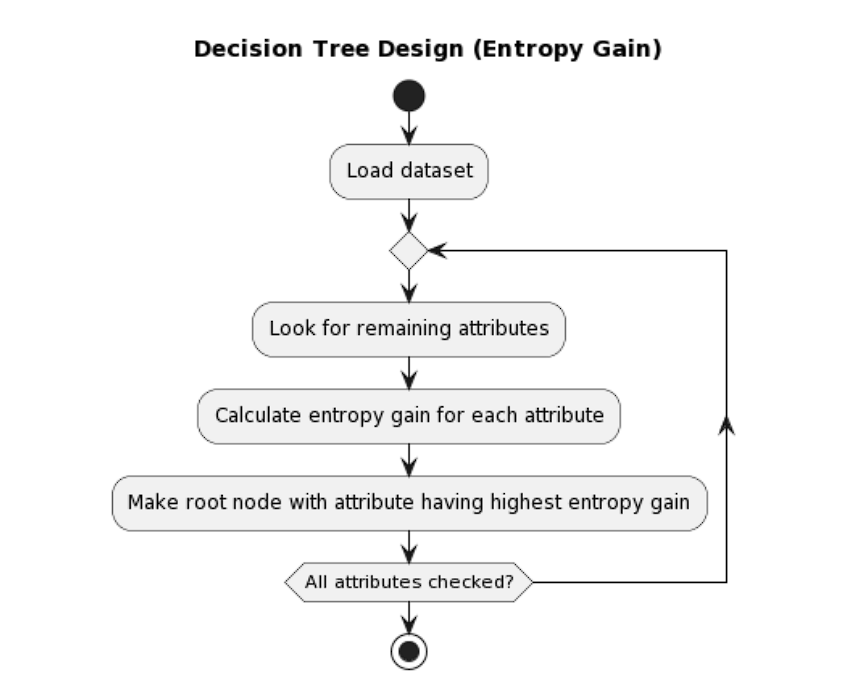 Decision Tree Design (Entropy Gain)
Load dataset
Look for remaining attributes
Calculate entropy gain for each attribute
Make root node with attribute having highest entropy gain
All attributes checked?